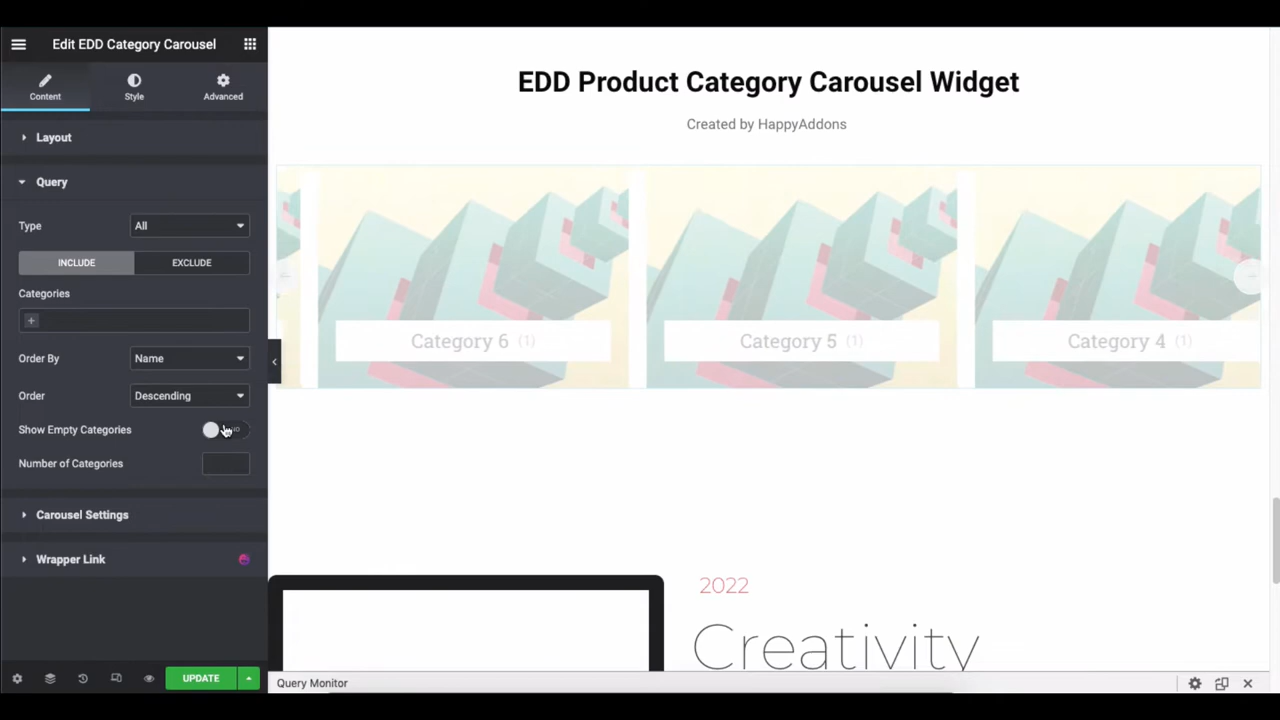 Edit EDD Category Carousel
Content
Style
Advanced
Layout
Query
Type
All
INCLUDE
EXCLUDE
Categories
+
Order By
Name
Order
Descending
Show Empty Categories
Number of Categories
Carousel Settings
Wrapper Link
UPDATE
EDD Product Category Carousel Widget
Created by HappyAddons
Category 6 (1)
Category 5 (1)
Category 4 (1)
2022
Creativity
Query Monitor